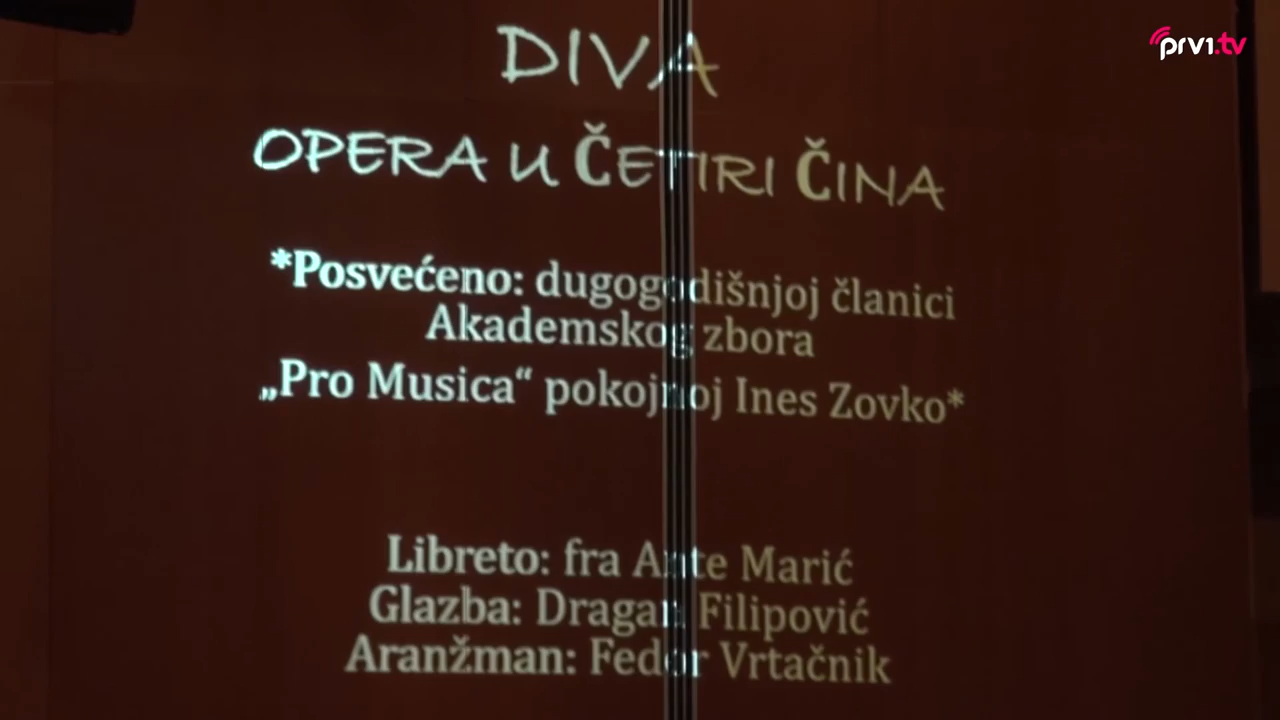 prv1.tv
DIVA
OPERA U ČETIRI ČINA
*Posvećeno: dugogodišnjoj članici
Akademskog zbora
„Pro Musica“ pokojnoj Ines Zovko*
Libreto: fra Ante Marić
Glazba: Dragan Filipović
Aranžman: Fedor Vrtačnik